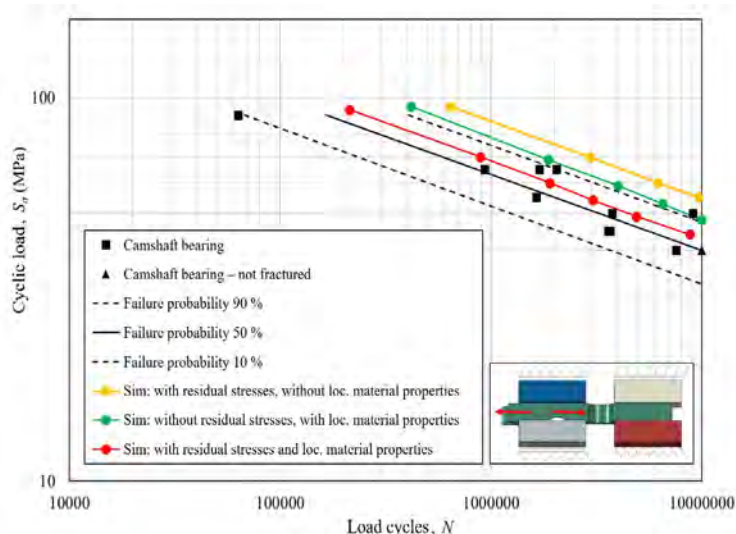 100
Cyclic load, Sa (MPa)
Camshaft bearing
Camshaft bearing – not fractured
Failure probability 90 %
Failure probability 50 %
Failure probability 10 %
Sim: with residual stresses, without loc. material properties
Sim: without residual stresses, with loc. material properties
Sim: with residual stresses and loc. material properties
10
10000
100000
1000000
10000000
Load cycles, N